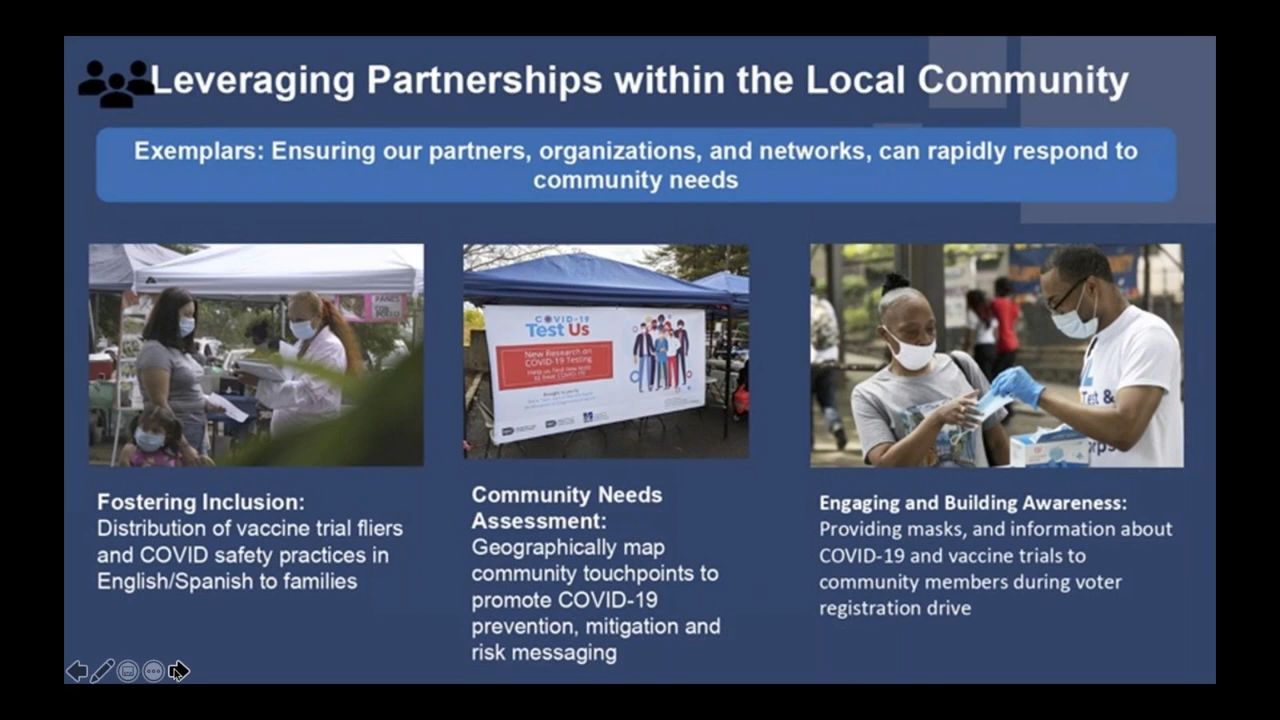 Leveraging Partnerships within the Local Community
Exemplars: Ensuring our partners, organizations, and networks, can rapidly respond to
community needs
COVID-19
Test Us
New Research on
COVID-19 Testing
Help us find new tests
to beat COVID-19
est &
orps
Fostering Inclusion:
Distribution of vaccine trial fliers
and COVID safety practices in
English/Spanish to families
Community Needs
Assessment:
Geographically map
community touchpoints to
promote COVID-19
prevention, mitigation and
risk messaging
Engaging and Building Awareness:
Providing masks, and information about
COVID-19 and vaccine trials to
community members during voter
registration drive